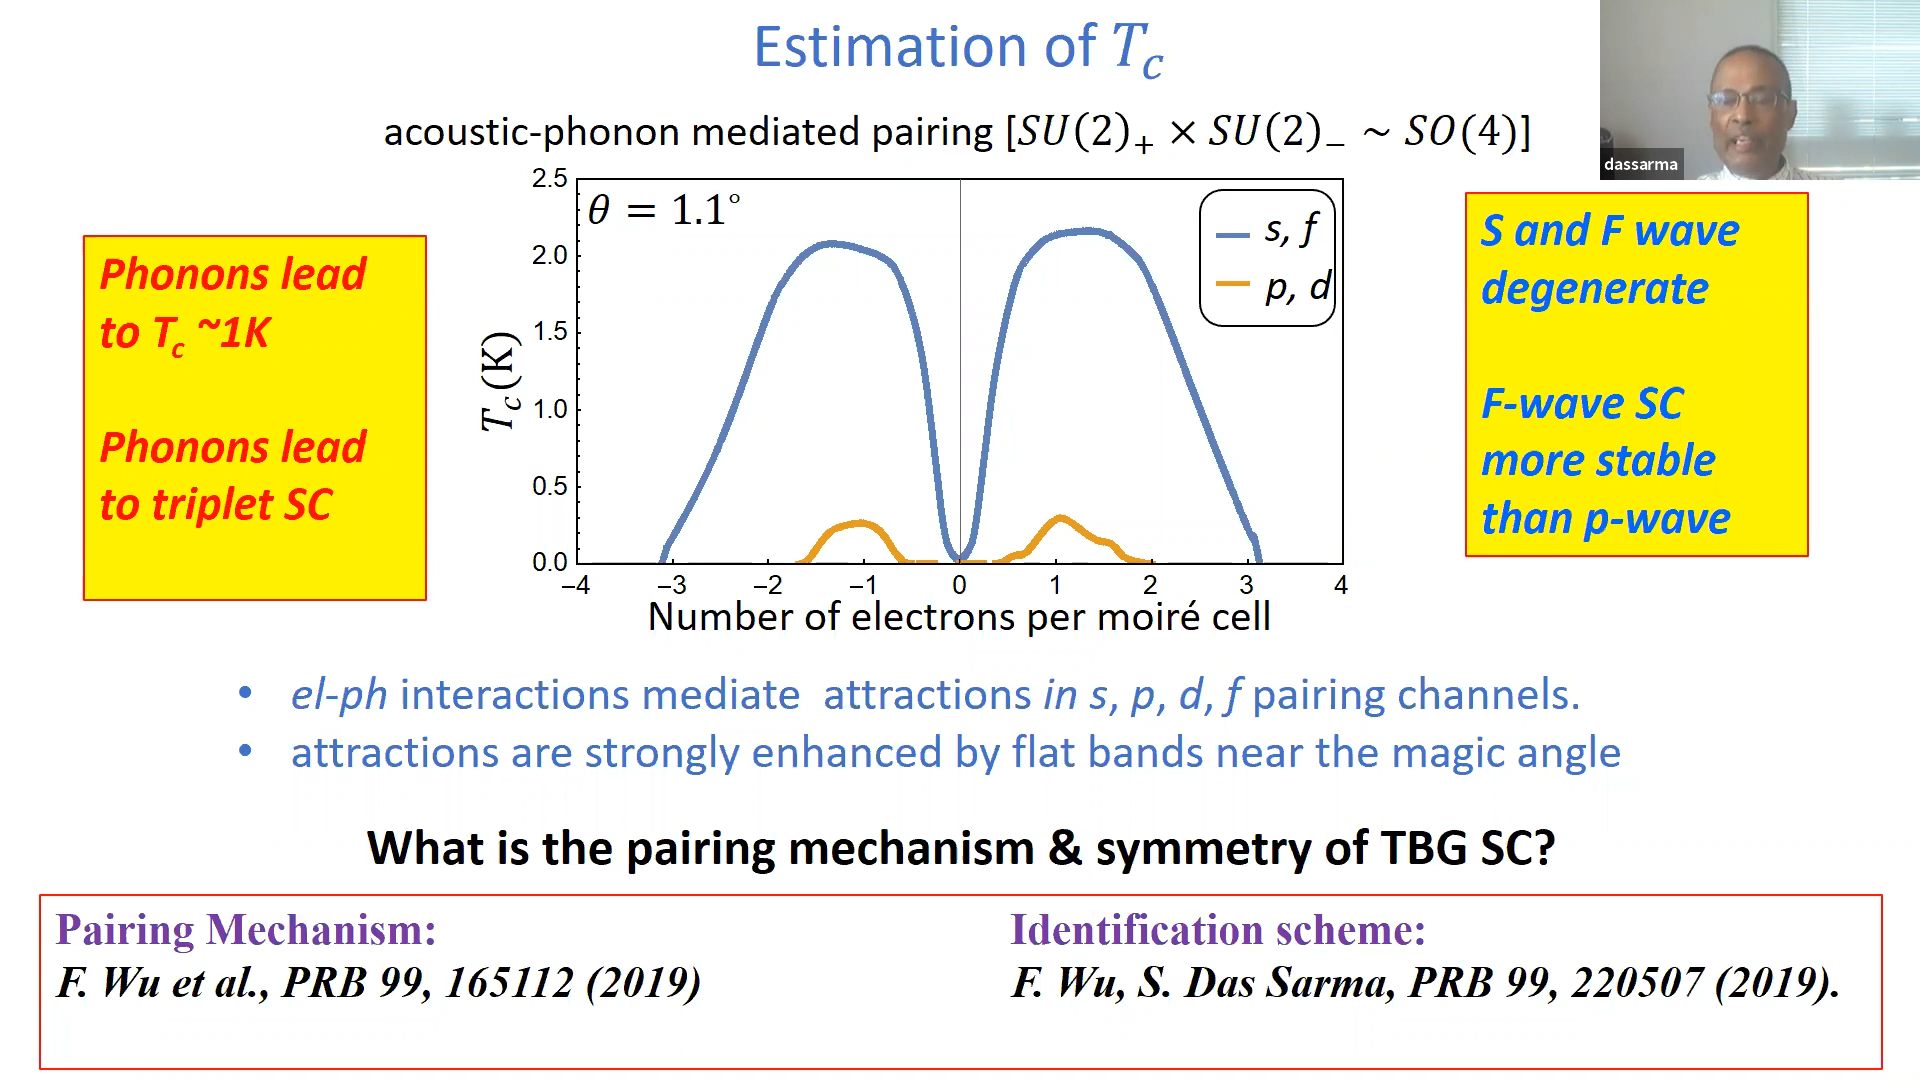 Estimation of T_c
dassarma
acoustic-phonon mediated pairing [SU(2)₊ × SU(2)₋ ~ SO(4)]
Phonons lead
to T_c ~1K
Phonons lead
to triplet SC
θ = 1.1°
s, f
p, d
T_c(K)
2.5
2.0
1.5
1.0
0.5
0.0
–4 –3 –2 –1 0 1 2 3 4
Number of electrons per moiré cell
S and F wave
degenerate
F-wave SC
more stable
than p-wave
• el-ph interactions mediate attractions in s, p, d, f pairing channels.
• attractions are strongly enhanced by flat bands near the magic angle
What is the pairing mechanism & symmetry of TBG SC?
Pairing Mechanism:
F. Wu et al., PRB 99, 165112 (2019)
Identification scheme:
F. Wu, S. Das Sarma, PRB 99, 220507 (2019).